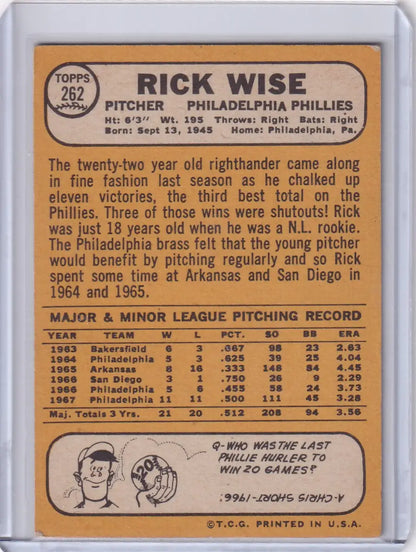 TOPPS
262
RICK WISE
PITCHER PHILADELPHIA PHILLIES
Ht: 6'3" Wt. 195 Throws: Right Bats: Right
Born: Sept 13, 1945 Home: Philadelphia, Pa.
The twenty-two year old righthander came along
in fine fashion last season as he chalked up
eleven victories, the third best total on the
Phillies. Three of those wins were shutouts! Rick
was just 18 years old when he was a N.L. rookie.
The Philadelphia brass felt that the young pitcher
would benefit by pitching regularly and so Rick
spent some time at Arkansas and San Diego in
1964 and 1965.
MAJOR & MINOR LEAGUE PITCHING RECORD
YEAR TEAM W L PCT. SO BB ERA
1963 Bakersfield 6 3 .667 98 23 2.63
1964 Philadelphia 5 3 .625 39 25 4.04
1965 Arkansas 8 16 .333 148 84 4.45
1966 San Diego 3 1 .750 26 9 2.29
1966 Philadelphia 5 6 .455 58 24 3.73
1967 Philadelphia 11 11 .500 111 45 3.28
Maj. Totals 3 Yrs. 21 20 .512 208 94 3.56
20
Q-WHO WAS THE LAST
PHILLIE HURLER TO
WIN 20 GAMES?
A-CHRIS SHORT-1966.
©T.C.G. PRINTED IN U.S.A.